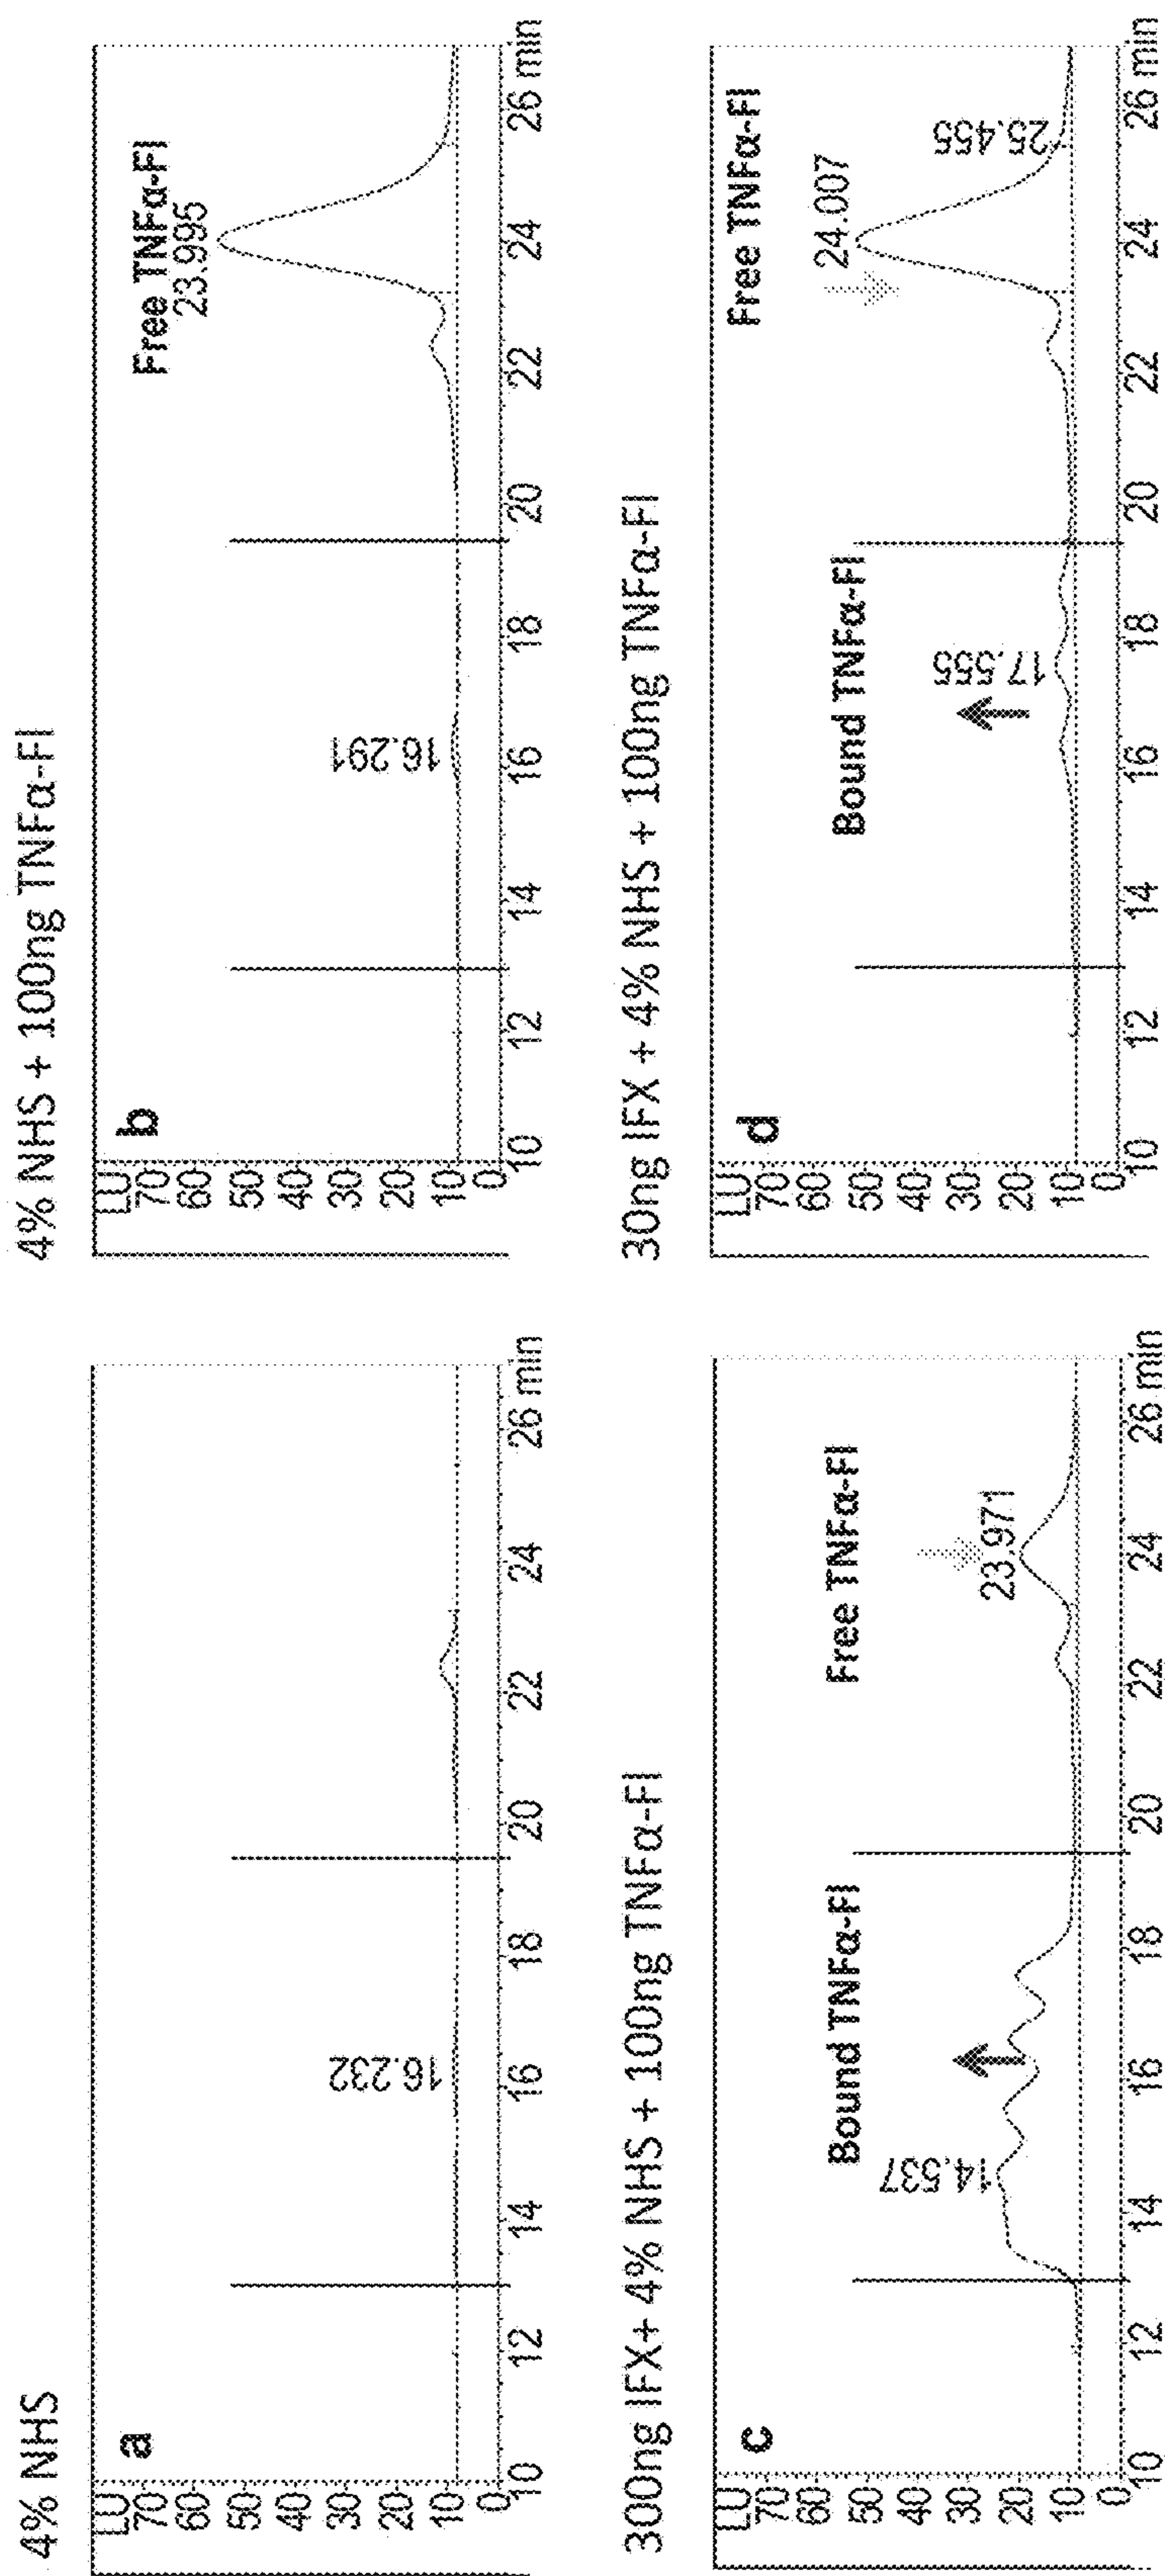 4% NHS
a
LU
70
60
50
40
30
20
10
0
16.232
10 12 14 16 18 20 22 24 26 min
4% NHS + 100ng TNFα-Fl
b
LU
70
60
50
40
30
20
10
0
Free TNFα-Fl
23.995
16.291
10 12 14 16 18 20 22 24 26 min
300ng IFX+ 4% NHS + 100ng TNFα-Fl
c
LU
70
60
50
40
30
20
10
0
Bound TNFα-Fl
Free TNFα-Fl
14.537
23.971
10 12 14 16 18 20 22 24 26 min
30ng IFX + 4% NHS + 100ng TNFα-Fl
d
LU
70
60
50
40
30
20
10
0
Free TNFα-Fl
24.007
Bound TNFα-Fl
17.555
25.455
10 12 14 16 18 20 22 24 26 min